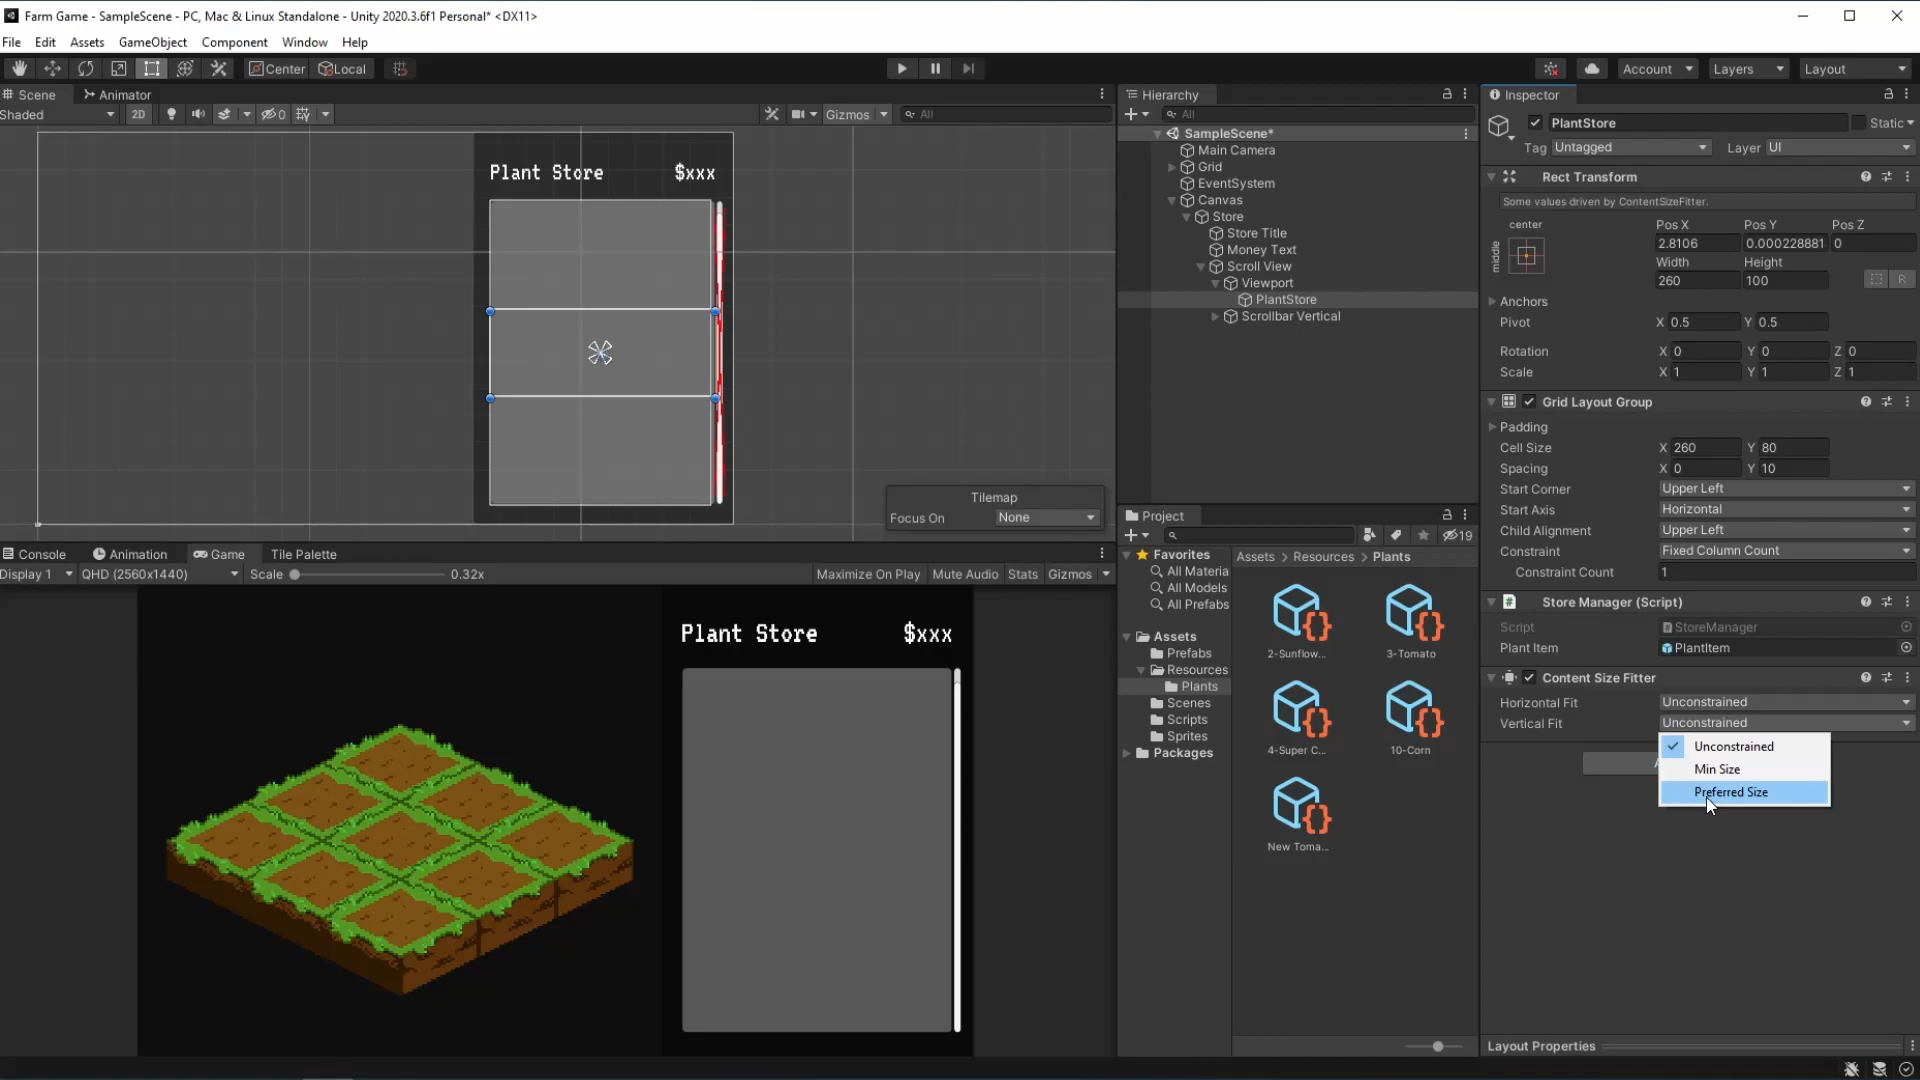 Farm Game - SampleScene - PC, Mac & Linux Standalone - Unity 2020.3.6f1 Personal* <DX11>
File Edit Assets GameObject Component Window Help
Center Local
Account Layers Layout
Scene Animator
Shaded 2D 0 Gizmos All
Plant Store $xxx
Tilemap
Focus On None
Console Animation Game Tile Palette
Display 1 QHD (2560x1440) Scale 0.32x Maximize On Play Mute Audio Stats Gizmos
Plant Store $xxx
Hierarchy
All
SampleScene*
Main Camera
Grid
EventSystem
Canvas
Store
Store Title
Money Text
Scroll View
Viewport
PlantStore
Scrollbar Vertical
Project
19
Favorites
All Materia
All Models
All Prefabs
Assets
Prefabs
Resources
Plants
Scenes
Scripts
Sprites
Packages
Assets > Resources > Plants
2-Sunflow... 3-Tomato
4-Super C... 10-Corn
New Toma...
Inspector
PlantStore Static
Tag Untagged Layer UI
Rect Transform
Some values driven by ContentSizeFitter.
center Pos X Pos Y Pos Z
middle 2.8106 0.000228881 0
Width Height
260 100 R
Anchors
Pivot X 0.5 Y 0.5
Rotation X 0 Y 0 Z 0
Scale X 1 Y 1 Z 1
Grid Layout Group
Padding
Cell Size X 260 Y 80
Spacing X 0 Y 10
Start Corner Upper Left
Start Axis Horizontal
Child Alignment Upper Left
Constraint Fixed Column Count
Constraint Count 1
# Store Manager (Script)
Script StoreManager
Plant Item PlantItem
Content Size Fitter
Horizontal Fit Unconstrained
Vertical Fit Unconstrained
Unconstrained
Min Size
Preferred Size
Layout Properties